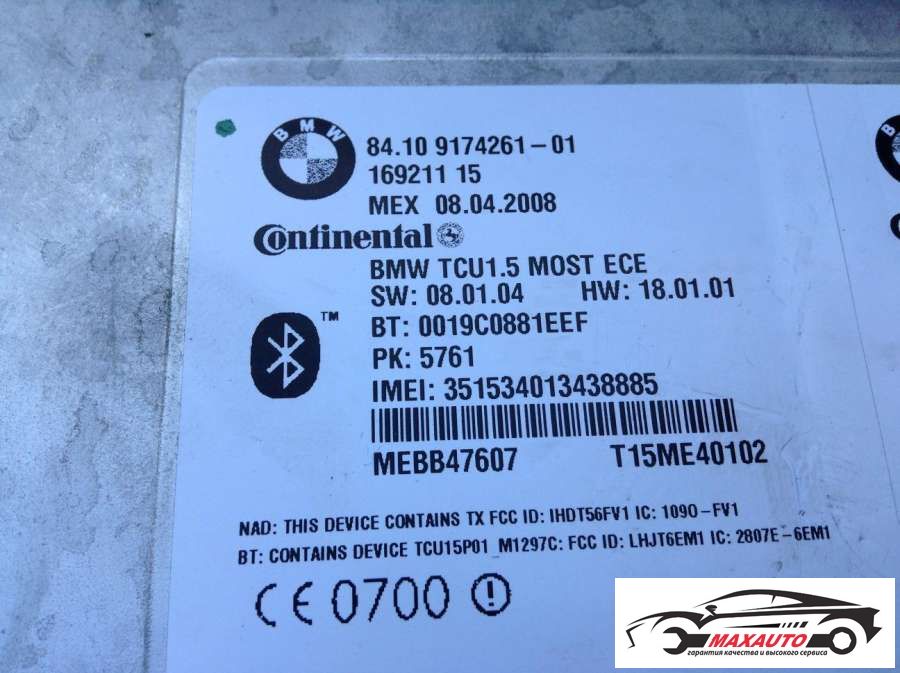 BMW
84.10 9174261-01
169211 15
MEX 08.04.2008
Continental
BMW TCU1.5 MOST ECE
SW: 08.01.04 HW: 18.01.01
™
BT: 0019C0881EEF
PK: 5761
IMEI: 351534013438885
MEBB47607 T15ME40102
NAD: THIS DEVICE CONTAINS TX FCC ID: IHDT56FV1 IC: 109O-FV1
BT: CONTAINS DEVICE TCU15P01_M1297C: FCC ID: LHJT6EM1 IC: 2807E-6EM1
CE 0700
MAXAUTO
гарантия качества и высокого сервиса